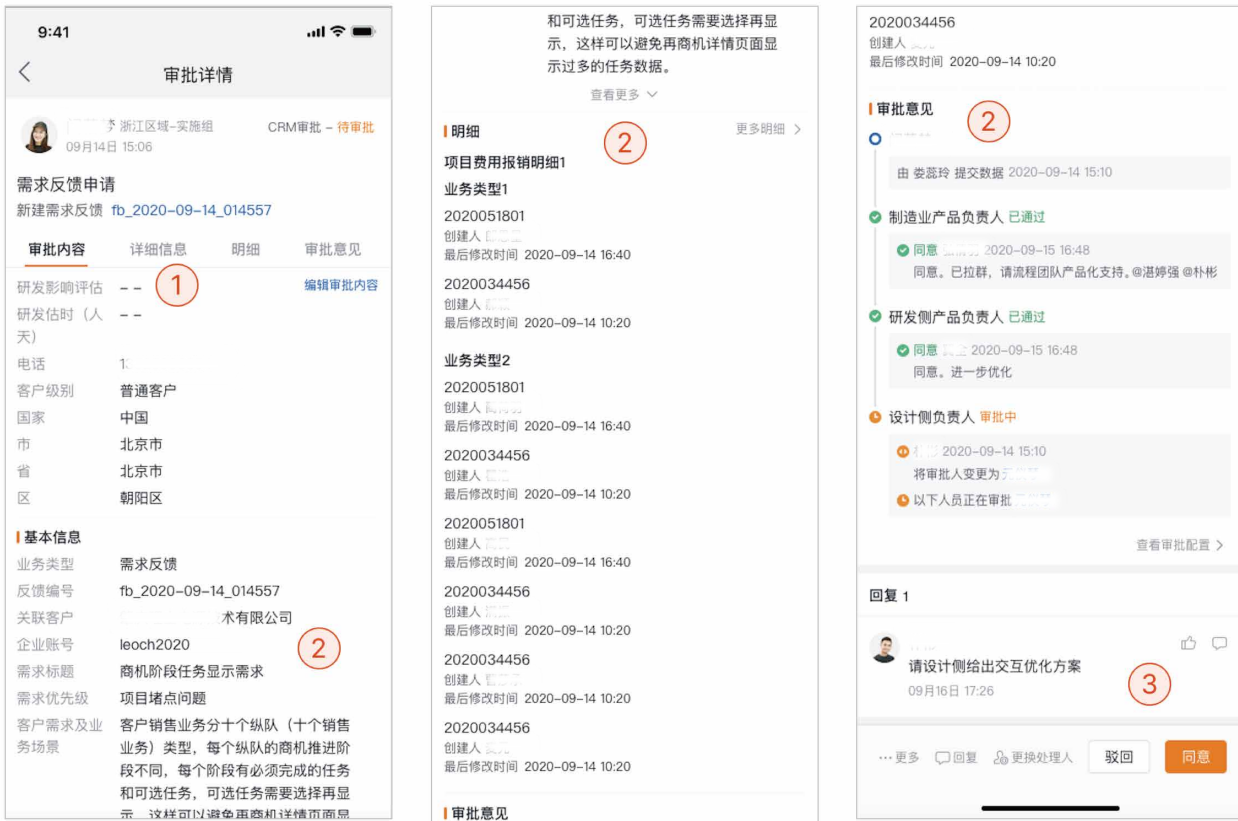 9:41
审批详情
浙江区域-实施组
CRM审批 - 待审批
09月14日 15:06
需求反馈申请
新建需求反馈 fb_2020-09-14_014557
审批内容 详细信息 明细 审批意见
研发影响评估 - -
1
编辑审批内容
研发估时（人
天） - -
电话 1
客户级别 普通客户
国家 中国
市 北京市
省 北京市
区 朝阳区
基本信息
业务类型 需求反馈
反馈编号 fb_2020-09-14_014557
关联客户 术有限公司
企业账号 leoch2020
2
需求标题 商机阶段任务显示需求
需求优先级 项目堵点问题
客户需求及业
务场景
客户销售业务分十个纵队（十个销售
业务）类型，每个纵队的商机推进阶
段不同，每个阶段有必须完成的任务
和可选任务，可选任务需要选择再显
示，这样可以避免再商机详情页面显
和可选任务，可选任务需要选择再显
示，这样可以避免再商机详情页面显
示过多的任务数据。
查看更多
明细
2
更多明细
项目费用报销明细1
业务类型1
2020051801
创建人
最后修改时间 2020-09-14 16:40
2020034456
创建人
最后修改时间 2020-09-14 10:20
业务类型2
2020051801
创建人
最后修改时间 2020-09-14 16:40
2020034456
创建人
最后修改时间 2020-09-14 10:20
2020051801
创建人
最后修改时间 2020-09-14 16:40
2020034456
创建人
最后修改时间 2020-09-14 10:20
2020034456
创建人
最后修改时间 2020-09-14 10:20
2020034456
创建人
最后修改时间 2020-09-14 10:20
审批意见
2020034456
创建人
最后修改时间 2020-09-14 10:20
审批意见
2
由 娄蕊玲 提交数据 2020-09-14 15:10
制造业产品负责人 已通过
同意 2020-09-15 16:48
同意。已拉群，请流程团队产品化支持。@湛婷强 @朴彬
研发侧产品负责人 已通过
同意 2020-09-15 16:48
同意。进一步优化
设计侧负责人 审批中
2020-09-14 15:10
将审批人变更为
以下人员正在审批
查看审批配置
回复 1
请设计侧给出交互优化方案
09月16日 17:26
3
更多 回复 更换处理人 驳回 同意